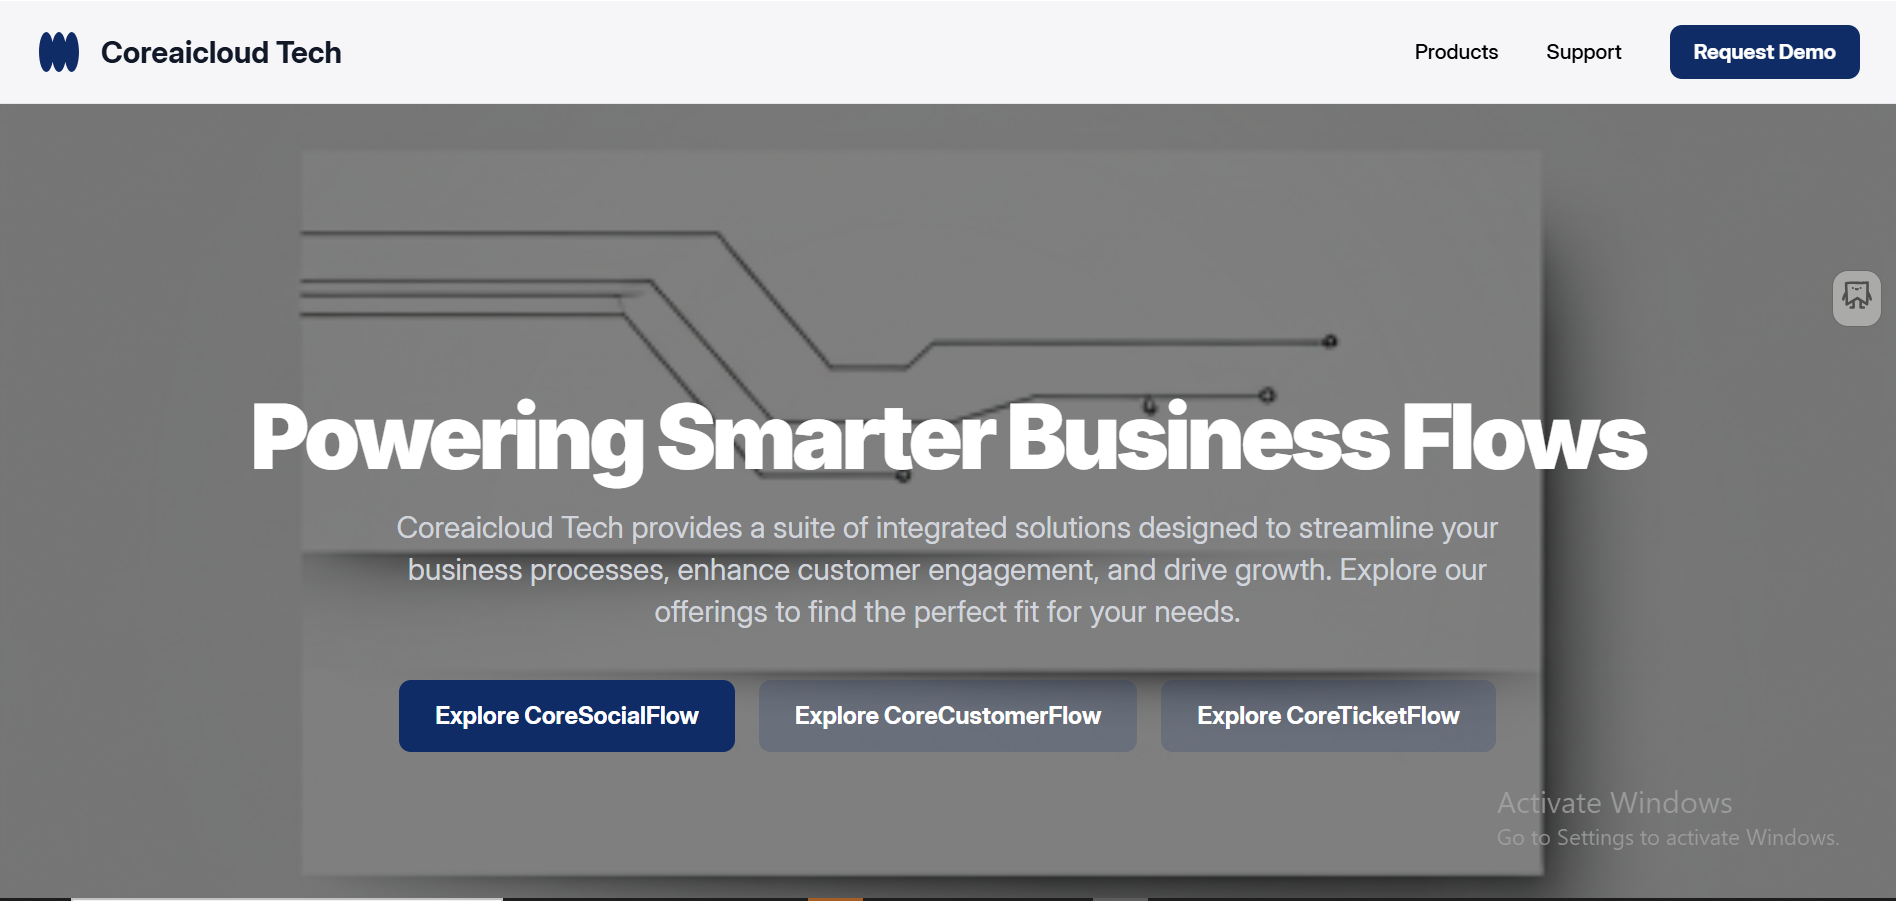 Coreaicloud Tech
Products
Support
Request Demo
Powering Smarter Business Flows
Coreaicloud Tech provides a suite of integrated solutions designed to streamline your
business processes, enhance customer engagement, and drive growth. Explore our
offerings to find the perfect fit for your needs.
Explore CoreSocialFlow
Explore CoreCustomerFlow
Explore CoreTicketFlow
Activate Windows
Go to Settings to activate Windows.